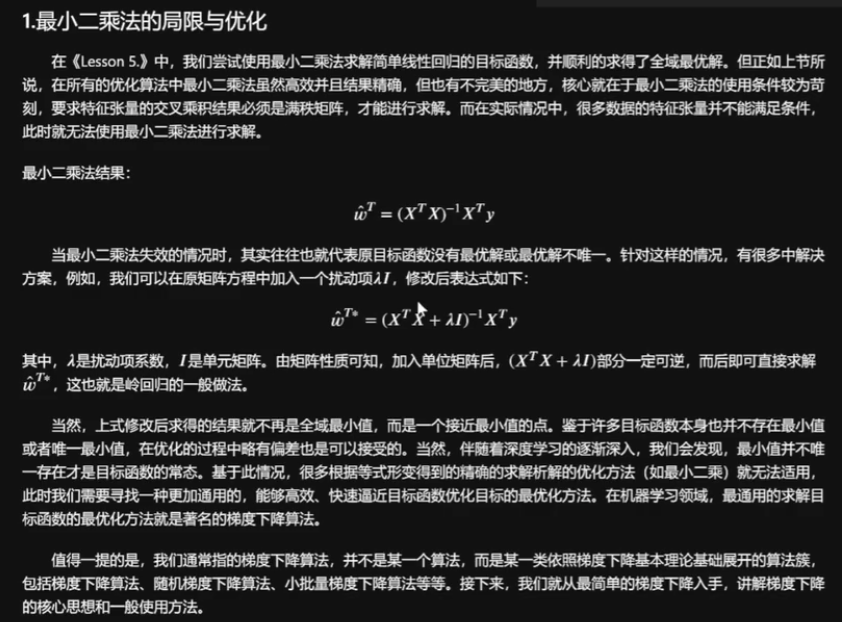 1.最小二乘法的局限与优化
在《Lesson 5.》中，我们尝试使用最小二乘法求解简单线性回归的目标函数，并顺利的求得了全域最优解。但正如上节所
说，在所有的优化算法中最小二乘法虽然高效并且结果精确，但也有不完美的地方，核心就在于最小二乘法的使用条件较为苛
刻，要求特征张量的交叉乘积结果必须是满秩矩阵，才能进行求解。而在实际情况中，很多数据的特征张量并不能满足条件，
此时就无法使用最小二乘法进行求解。
最小二乘法结果：
ŵᵀ = (XᵀX)⁻¹Xᵀy
当最小二乘法失效的情况时，其实往往也就代表原目标函数没有最优解或最优解不唯一。针对这样的情况，有很多中解决
方案，例如，我们可以在原矩阵方程中加入一个扰动项λI，修改后表达式如下：
ŵᵀ* = (XᵀX + λI)⁻¹Xᵀy
其中，λ是扰动项系数，I是单元矩阵。由矩阵性质可知，加入单位矩阵后，(XᵀX + λI)部分一定可逆，而后即可直接求解
ŵᵀ*，这也就是岭回归的一般做法。
当然，上式修改后求得的结果就不再是全域最小值，而是一个接近最小值的点。鉴于许多目标函数本身也并不存在最小值
或者唯一最小值，在优化的过程中略有偏差也是可以接受的。当然，伴随着深度学习的逐渐深入，我们会发现，最小值并不唯
一存在才是目标函数的常态。基于此情况，很多根据等式形变得到的精确的求解析解的优化方法（如最小二乘）就无法适用，
此时我们需要寻找一种更加通用的，能够高效、快速逼近目标函数优化目标的最优化方法。在机器学习领域，最通用的求解目
标函数的最优化方法就是著名的梯度下降算法。
值得一提的是，我们通常指的梯度下降算法，并不是某一个算法，而是某一类依照梯度下降基本理论基础展开的算法簇，
包括梯度下降算法、随机梯度下降算法、小批量梯度下降算法等等。接下来，我们就从最简单的梯度下降入手，讲解梯度下降
的核心思想和一般使用方法。